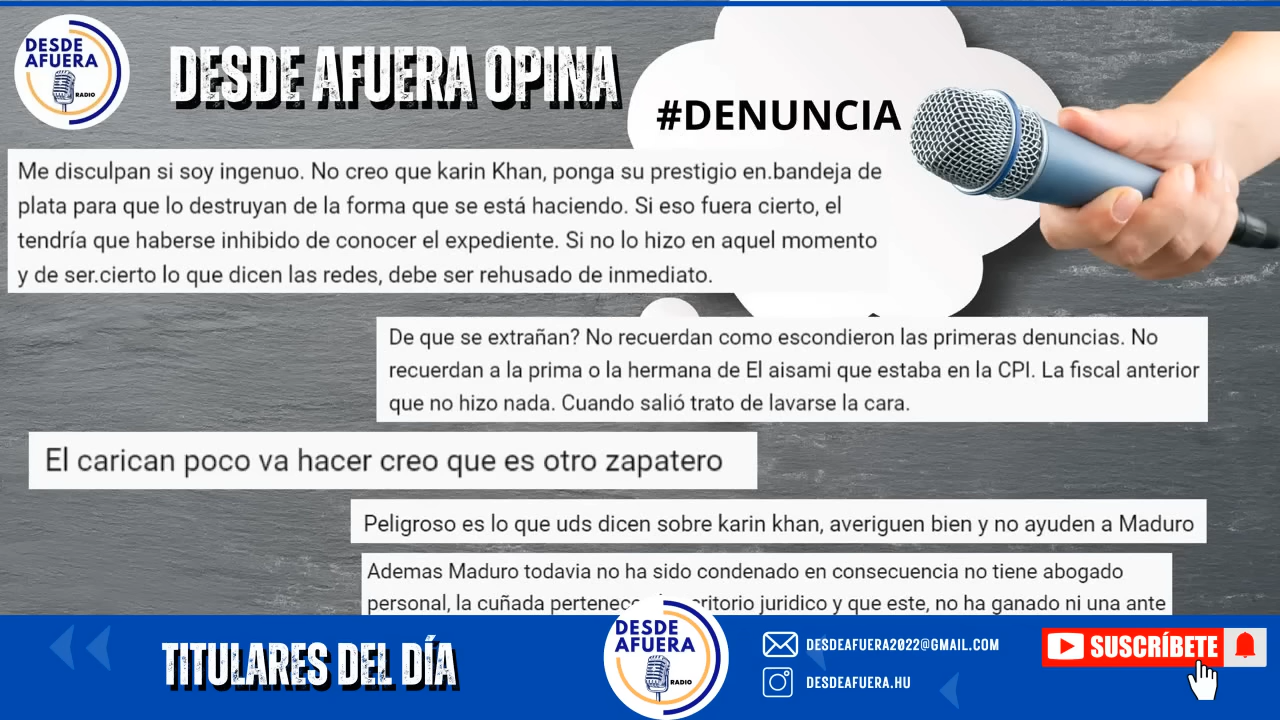 DESDE
AFUERA
RADIO
DESDE AFUERA OPINA
#DENUNCIA
Me disculpan si soy ingenuo. No creo que karin Khan, ponga su prestigio en.bandeja de
plata para que lo destruyan de la forma que se está haciendo. Si eso fuera cierto, el
tendría que haberse inhibido de conocer el expediente. Si no lo hizo en aquel momento
y de ser.cierto lo que dicen las redes, debe ser rehusado de inmediato.
De que se extrañan? No recuerdan como escondieron las primeras denuncias. No
recuerdan a la prima o la hermana de El aisami que estaba en la CPI. La fiscal anterior
que no hizo nada. Cuando salió trato de lavarse la cara.
El carican poco va hacer creo que es otro zapatero
Peligroso es lo que uds dicen sobre karin khan, averiguen bien y no ayuden a Maduro
Ademas Maduro todavia no ha sido condenado en consecuencia no tiene abogado
personal, la cuñada pertenece juridico y que este, no ha ganado ni una ante
TITULARES DEL DÍA
DESDE
AFUERA
RADIO
DESDEAFUERA2022@GMAIL.COM
DESDEAFUERA.HU
SUSCRÍBETE